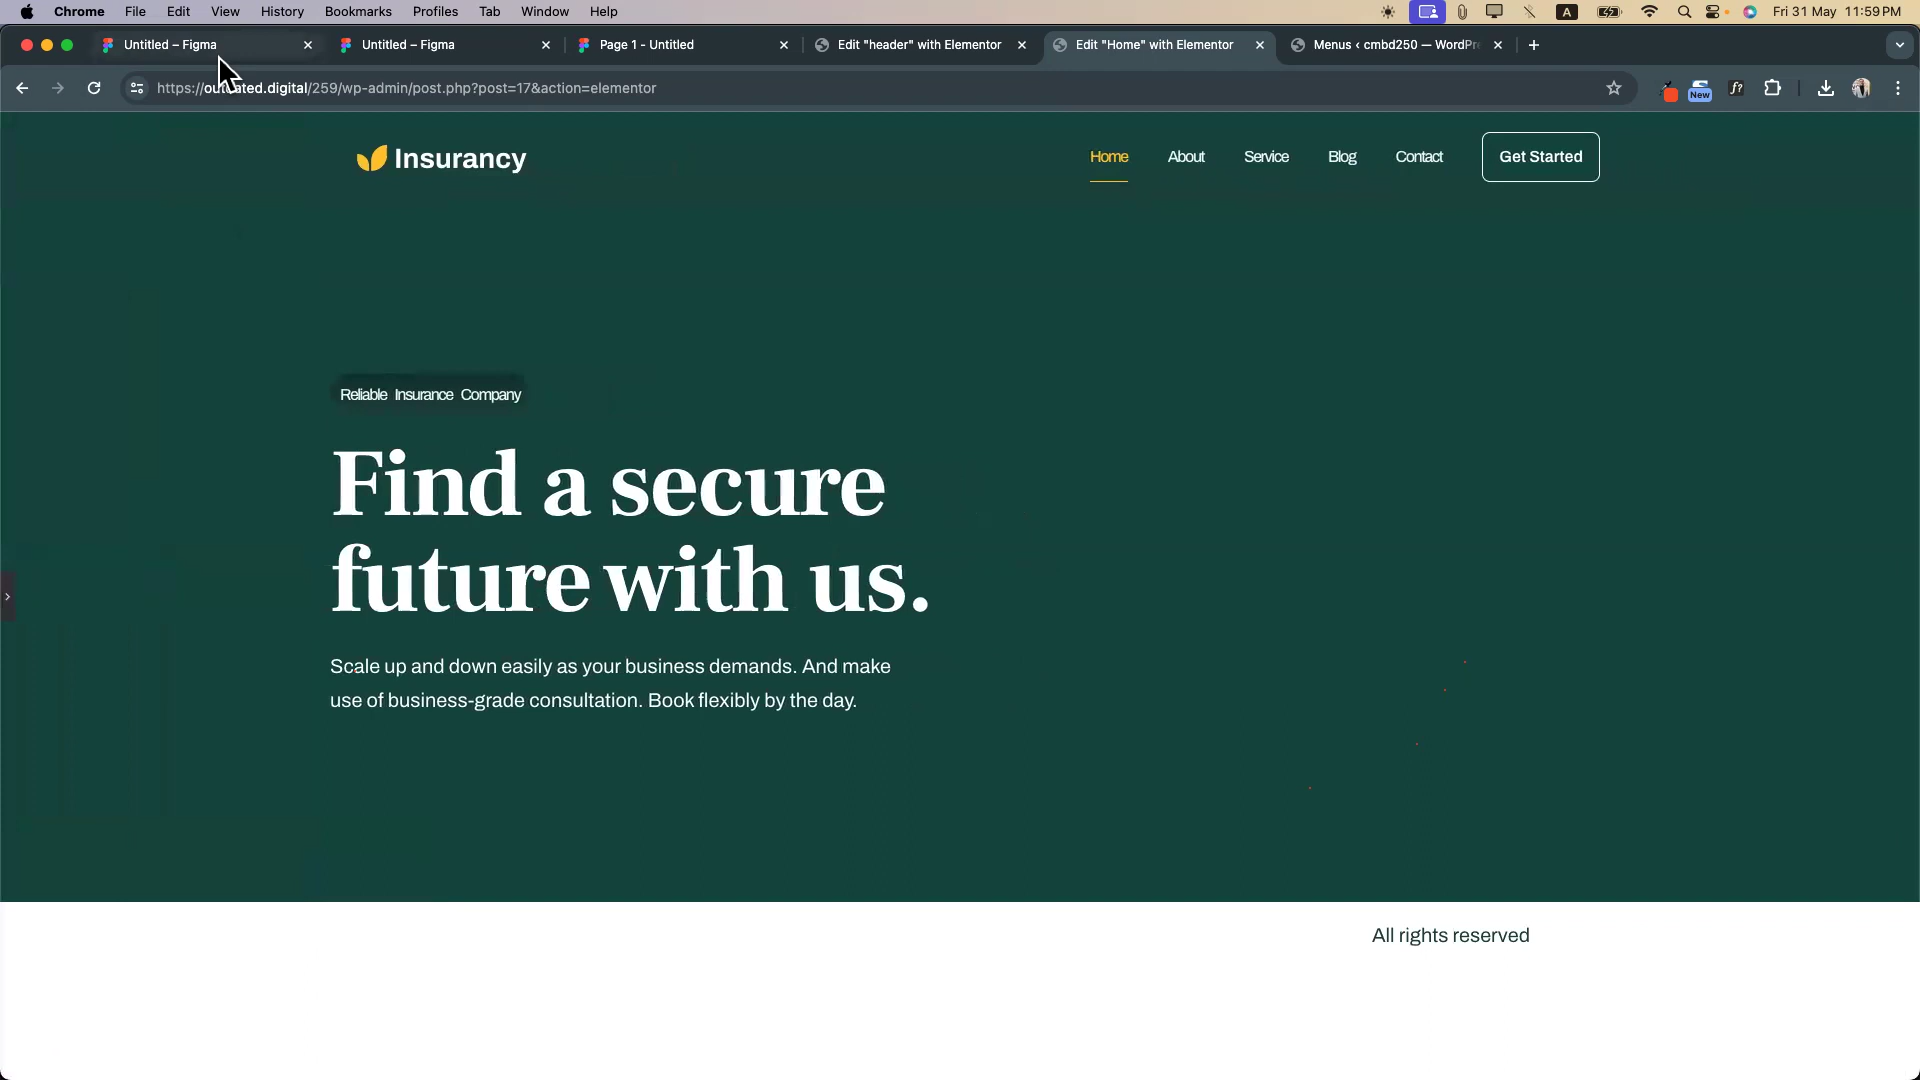 Chrome File Edit View History Bookmarks Profiles Tab Window Help A Fri 31 May 11:59 PM
Untitled – Figma Untitled – Figma Page 1 - Untitled Edit "header" with Elementor Edit "Home" with Elementor Menus ‹ cmbd250 — WordPr
/259/wp-admin/post.php?post=17&action=elementor f? New
Insurancy Home About Service Blog Contact Get Started
Reliable Insurance Company
Find a secure
future with us.
Scale up and down easily as your business demands. And make
use of business-grade consultation. Book flexibly by the day.
All rights reserved